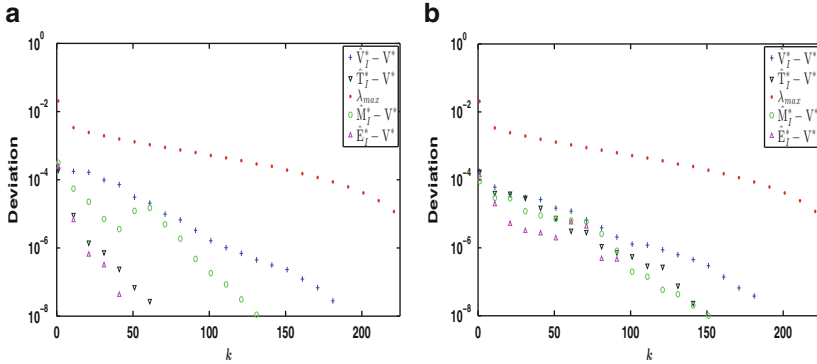 a
Deviation
10^0
10^-2
10^-4
10^-6
10^-8
0
50
100
150
200
k
V̂*_I − V*
T̂*_I − V*
λ_max
M̂*_I − V*
Ê*_I − V*
b
Deviation
10^0
10^-2
10^-4
10^-6
10^-8
0
50
100
150
200
k
V̂*_I − V*
T̂*_I − V*
λ_max
M̂*_I − V*
Ê*_I − V*